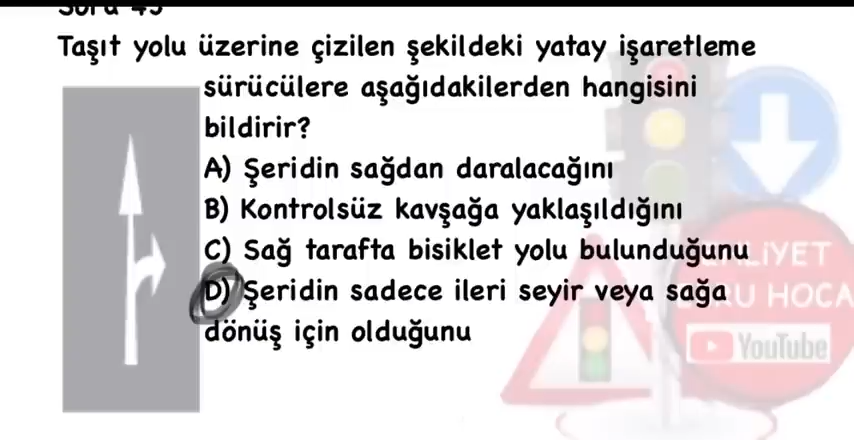 Taşıt yolu üzerine çizilen şekildeki yatay işaretleme
sürücülere aşağıdakilerden hangisini
bildirir?
A) Şeridin sağdan daralacağını
B) Kontrolsüz kavşağa yaklaşıldığını
C) Sağ tarafta bisiklet yolu bulunduğunu
D) Şeridin sadece ileri seyir veya sağa
dönüş için olduğunu
HOCA
YouTube